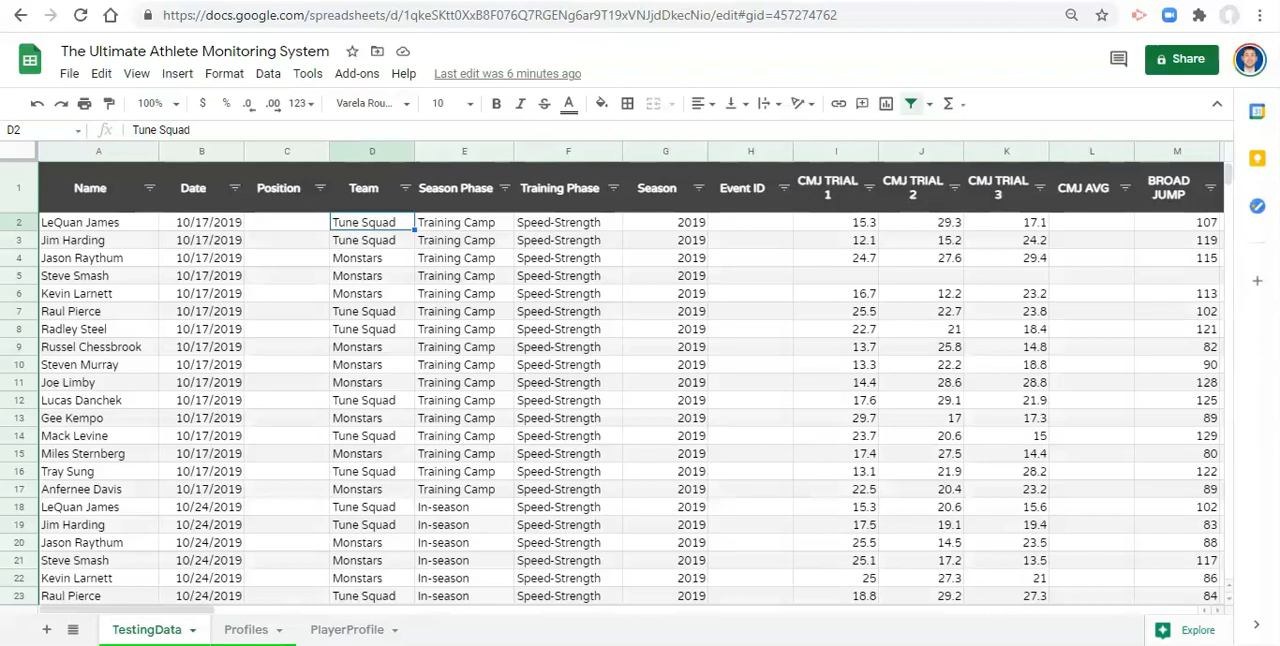 https://docs.google.com/spreadsheets/d/1qkeSKtt0XxB8F07Q7RGENg6ar9T19xVNJjdDkecNio/edit#gid=457274762
The Ultimate Athlete Monitoring System
File Edit View Insert Format Data Tools Add-ons Help Last edit was 6 minutes ago
Share
100% $ % .0 .00 123 Varela Rou... 10 B I S A
D2 fx Tune Squad
A B C D E F G H I J K L M
1 Name Date Position Team Season Phase Training Phase Season Event ID CMJ TRIAL 1 CMJ TRIAL 2 CMJ TRIAL 3 CMJ AVG BROAD JUMP
2 LeQuan James 10/17/2019 Tune Squad Training Camp Speed-Strength 2019 15.3 29.3 17.1 107
3 Jim Harding 10/17/2019 Tune Squad Training Camp Speed-Strength 2019 12.1 15.2 24.2 119
4 Jason Raythum 10/17/2019 Monstars Training Camp Speed-Strength 2019 24.7 27.6 29.4 115
5 Steve Smash 10/17/2019 Monstars Training Camp Speed-Strength 2019
6 Kevin Larnett 10/17/2019 Monstars Training Camp Speed-Strength 2019 16.7 12.2 23.2 113
7 Raul Pierce 10/17/2019 Tune Squad Training Camp Speed-Strength 2019 25.5 22.7 23.8 102
8 Radley Steel 10/17/2019 Tune Squad Training Camp Speed-Strength 2019 22.7 21 18.4 121
9 Russel Chessbrook 10/17/2019 Monstars Training Camp Speed-Strength 2019 13.7 25.8 14.8 82
10 Steven Murray 10/17/2019 Monstars Training Camp Speed-Strength 2019 13.3 22.2 18.8 90
11 Joe Limby 10/17/2019 Monstars Training Camp Speed-Strength 2019 14.4 28.6 28.8 128
12 Lucas Danchek 10/17/2019 Tune Squad Training Camp Speed-Strength 2019 17.6 29.1 21.9 125
13 Gee Kempo 10/17/2019 Monstars Training Camp Speed-Strength 2019 29.7 17 17.3 89
14 Mack Levine 10/17/2019 Tune Squad Training Camp Speed-Strength 2019 23.7 20.6 15 129
15 Miles Sternberg 10/17/2019 Monstars Training Camp Speed-Strength 2019 17.4 27.5 14.4 80
16 Tray Sung 10/17/2019 Tune Squad Training Camp Speed-Strength 2019 13.1 21.9 28.2 122
17 Anfernee Davis 10/17/2019 Monstars Training Camp Speed-Strength 2019 22.5 20.4 23.2 89
18 LeQuan James 10/24/2019 Tune Squad In-season Speed-Strength 2019 15.3 20.6 15.6 102
19 Jim Harding 10/24/2019 Tune Squad In-season Speed-Strength 2019 17.5 19.1 19.4 83
20 Jason Raythum 10/24/2019 Monstars In-season Speed-Strength 2019 25.5 14.5 23.5 88
21 Steve Smash 10/24/2019 Monstars In-season Speed-Strength 2019 25.1 17.2 13.5 117
22 Kevin Larnett 10/24/2019 Monstars In-season Speed-Strength 2019 25 27.3 21 86
23 Raul Pierce 10/24/2019 Tune Squad In-season Speed-Strength 2019 18.8 29.2 27.3 84
TestingData Profiles PlayerProfile Explore